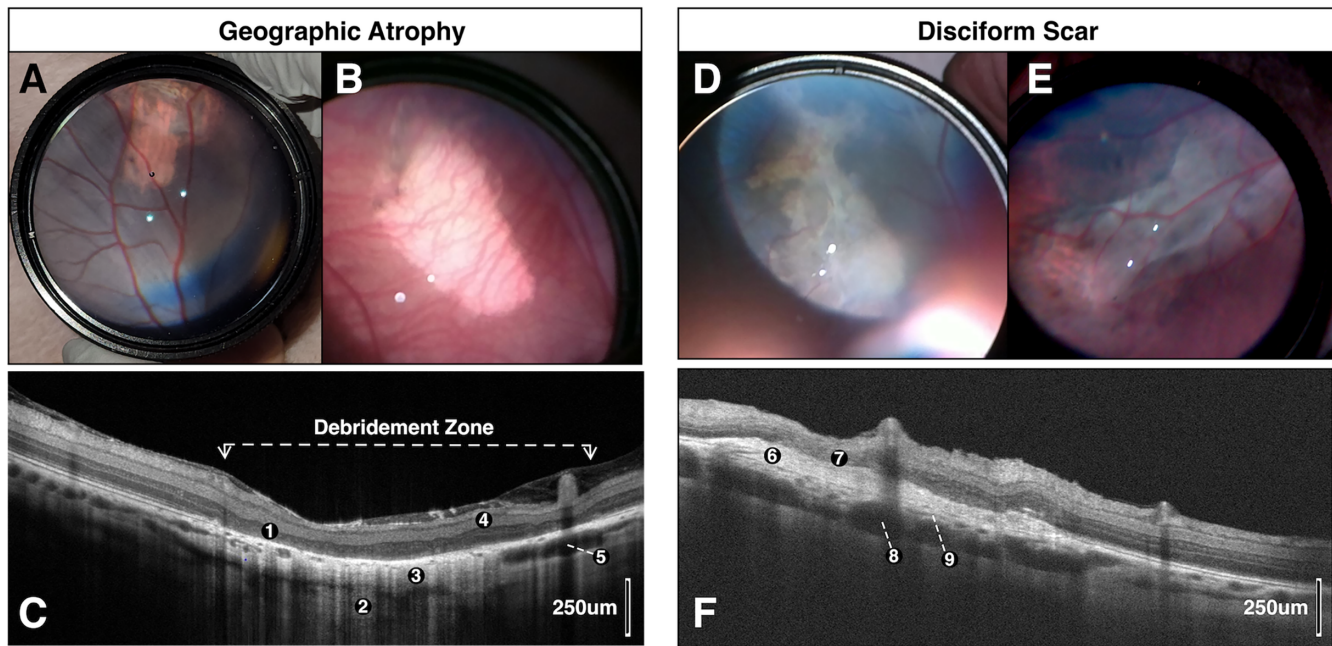 Geographic Atrophy
A
B
Debridement Zone
1
4
5
3
2
C
250um
Disciform Scar
D
E
6
7
8
9
F
250um